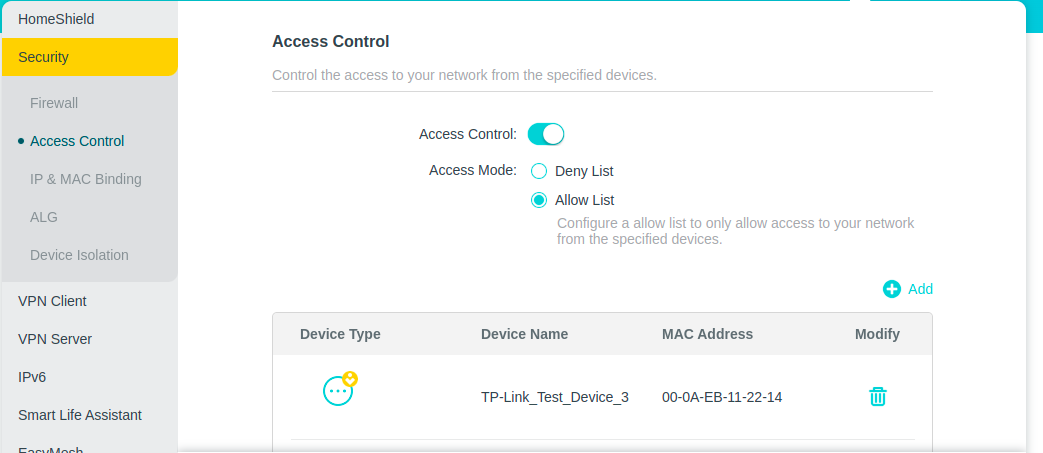 HomeShield
Security
Firewall
Access Control
IP & MAC Binding
ALG
Device Isolation
VPN Client
VPN Server
IPv6
Smart Life Assistant
EasyMesh
Access Control
Control the access to your network from the specified devices.
Access Control:
Access Mode:
Deny List
Allow List
Configure a allow list to only allow access to your network
from the specified devices.
Add
Device Type Device Name MAC Address Modify
TP-Link_Test_Device_3 00-0A-EB-11-22-14